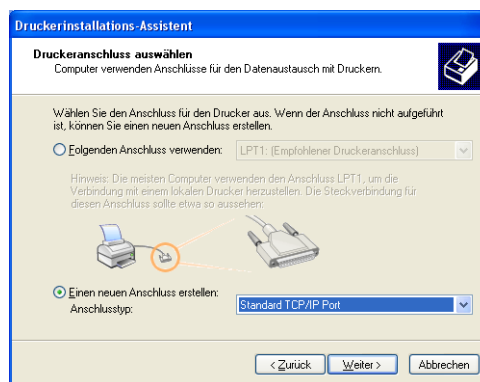 Druckerinstallations-Assistent
Druckeranschluss auswählen
Computer verwenden Anschlüsse für den Datenaustausch mit Druckern.
Wählen Sie den Anschluss für den Drucker aus. Wenn der Anschluss nicht aufgeführt
ist, können Sie einen neuen Anschluss erstellen.
Folgenden Anschluss verwenden: LPT1: (Empfohlener Druckeranschluss)
Hinweis: Die meisten Computer verwenden den Anschluss LPT1, um die
Verbindung mit einem lokalen Drucker herzustellen. Die Steckverbindung für
diesen Anschluss sollte etwa so aussehen:
Einen neuen Anschluss erstellen:
Anschlusstyp: Standard TCP/IP Port
< Zurück Weiter > Abbrechen